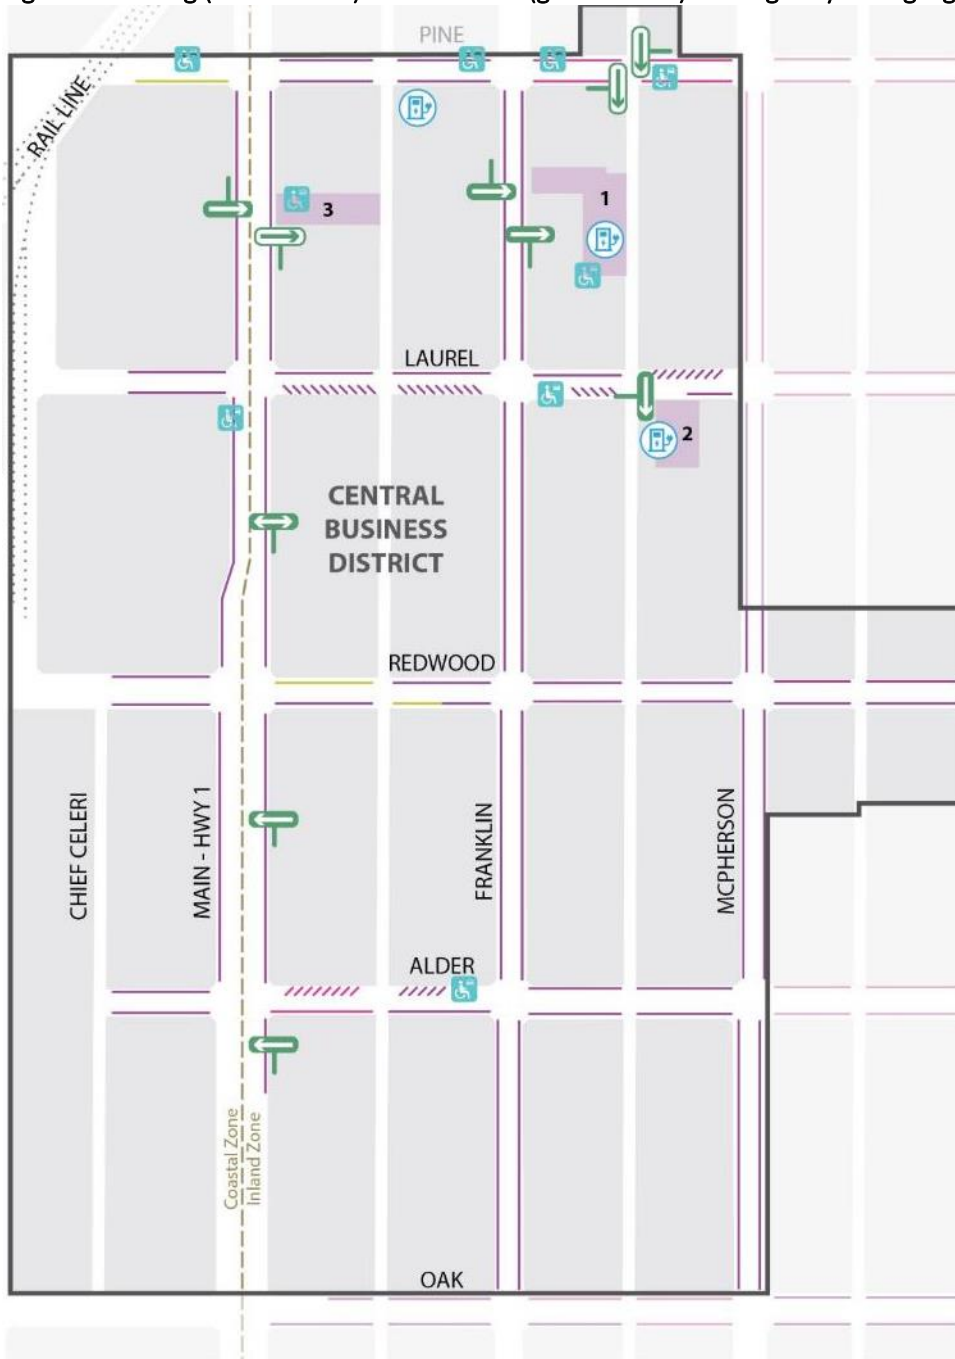 PINE
RAIL LINE
1
3
LAUREL
2
CENTRAL
BUSINESS
DISTRICT
REDWOOD
CHIEF CELERI
MAIN - HWY 1
FRANKLIN
MCPHERSON
ALDER
Coastal Zone
Inland Zone
OAK